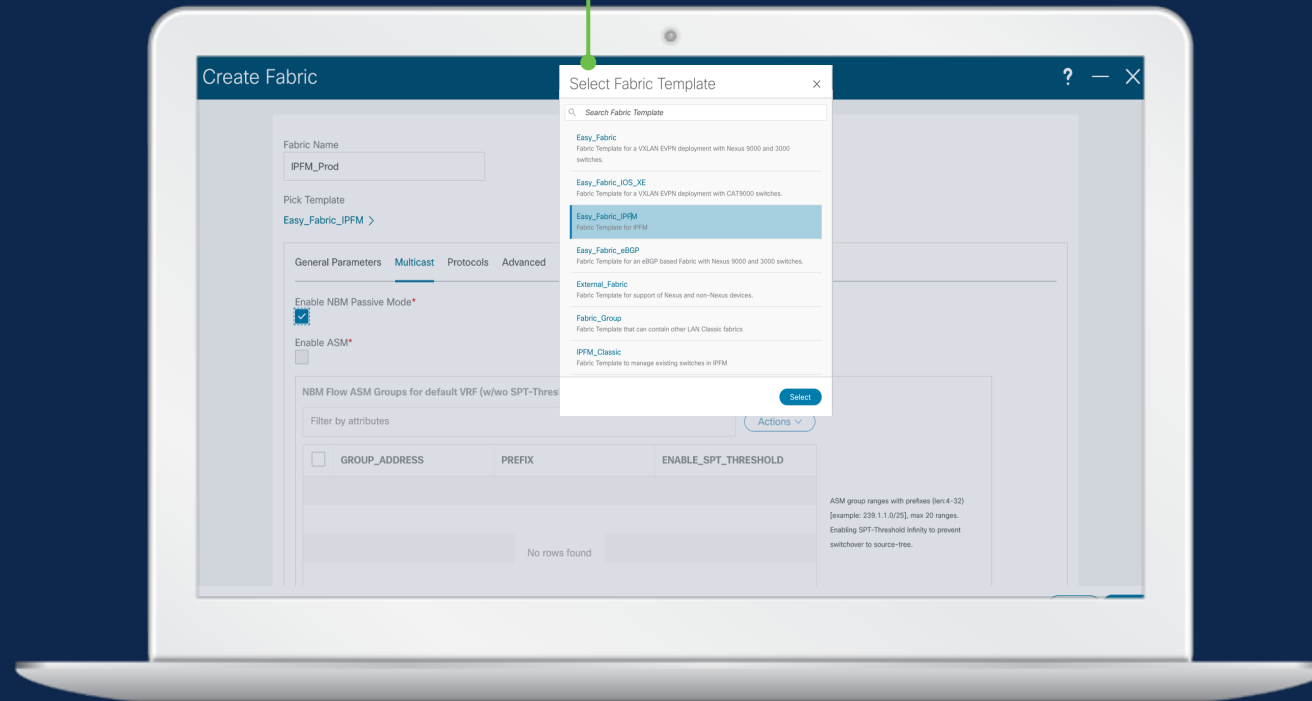 Create Fabric
? — X
Fabric Name
IPFM_Prod
Pick Template
Easy_Fabric_IPFM >
General Parameters Multicast Protocols Advanced
Enable NBM Passive Mode*
Enable ASM*
NBM Flow ASM Groups for default VRF (w/wo SPT-Thres
Filter by attributes
Actions
GROUP_ADDRESS PREFIX ENABLE_SPT_THRESHOLD
No rows found
ASM group ranges with prefixes (len:4-32)
[example: 239.1.1.0/25], max 20 ranges.
Enabling SPT-Threshold Infinity to prevent
switchover to source-tree.
Select Fabric Template ×
Search Fabric Template
Easy_Fabric
Fabric Template for a VXLAN EVPN deployment with Nexus 9000 and 3000
switches.
Easy_Fabric_IOS_XE
Fabric Template for a VXLAN EVPN deployment with CAT9000 switches.
Easy_Fabric_IPFM
Fabric Template for IPFM
Easy_Fabric_eBGP
Fabric Template for an eBGP based Fabric with Nexus 9000 and 3000 switches.
External_Fabric
Fabric Template for support of Nexus and non-Nexus devices.
Fabric_Group
Fabric Template that can contain other LAN Classic fabrics
IPFM_Classic
Fabric Template to manage existing switches in IPFM
Select